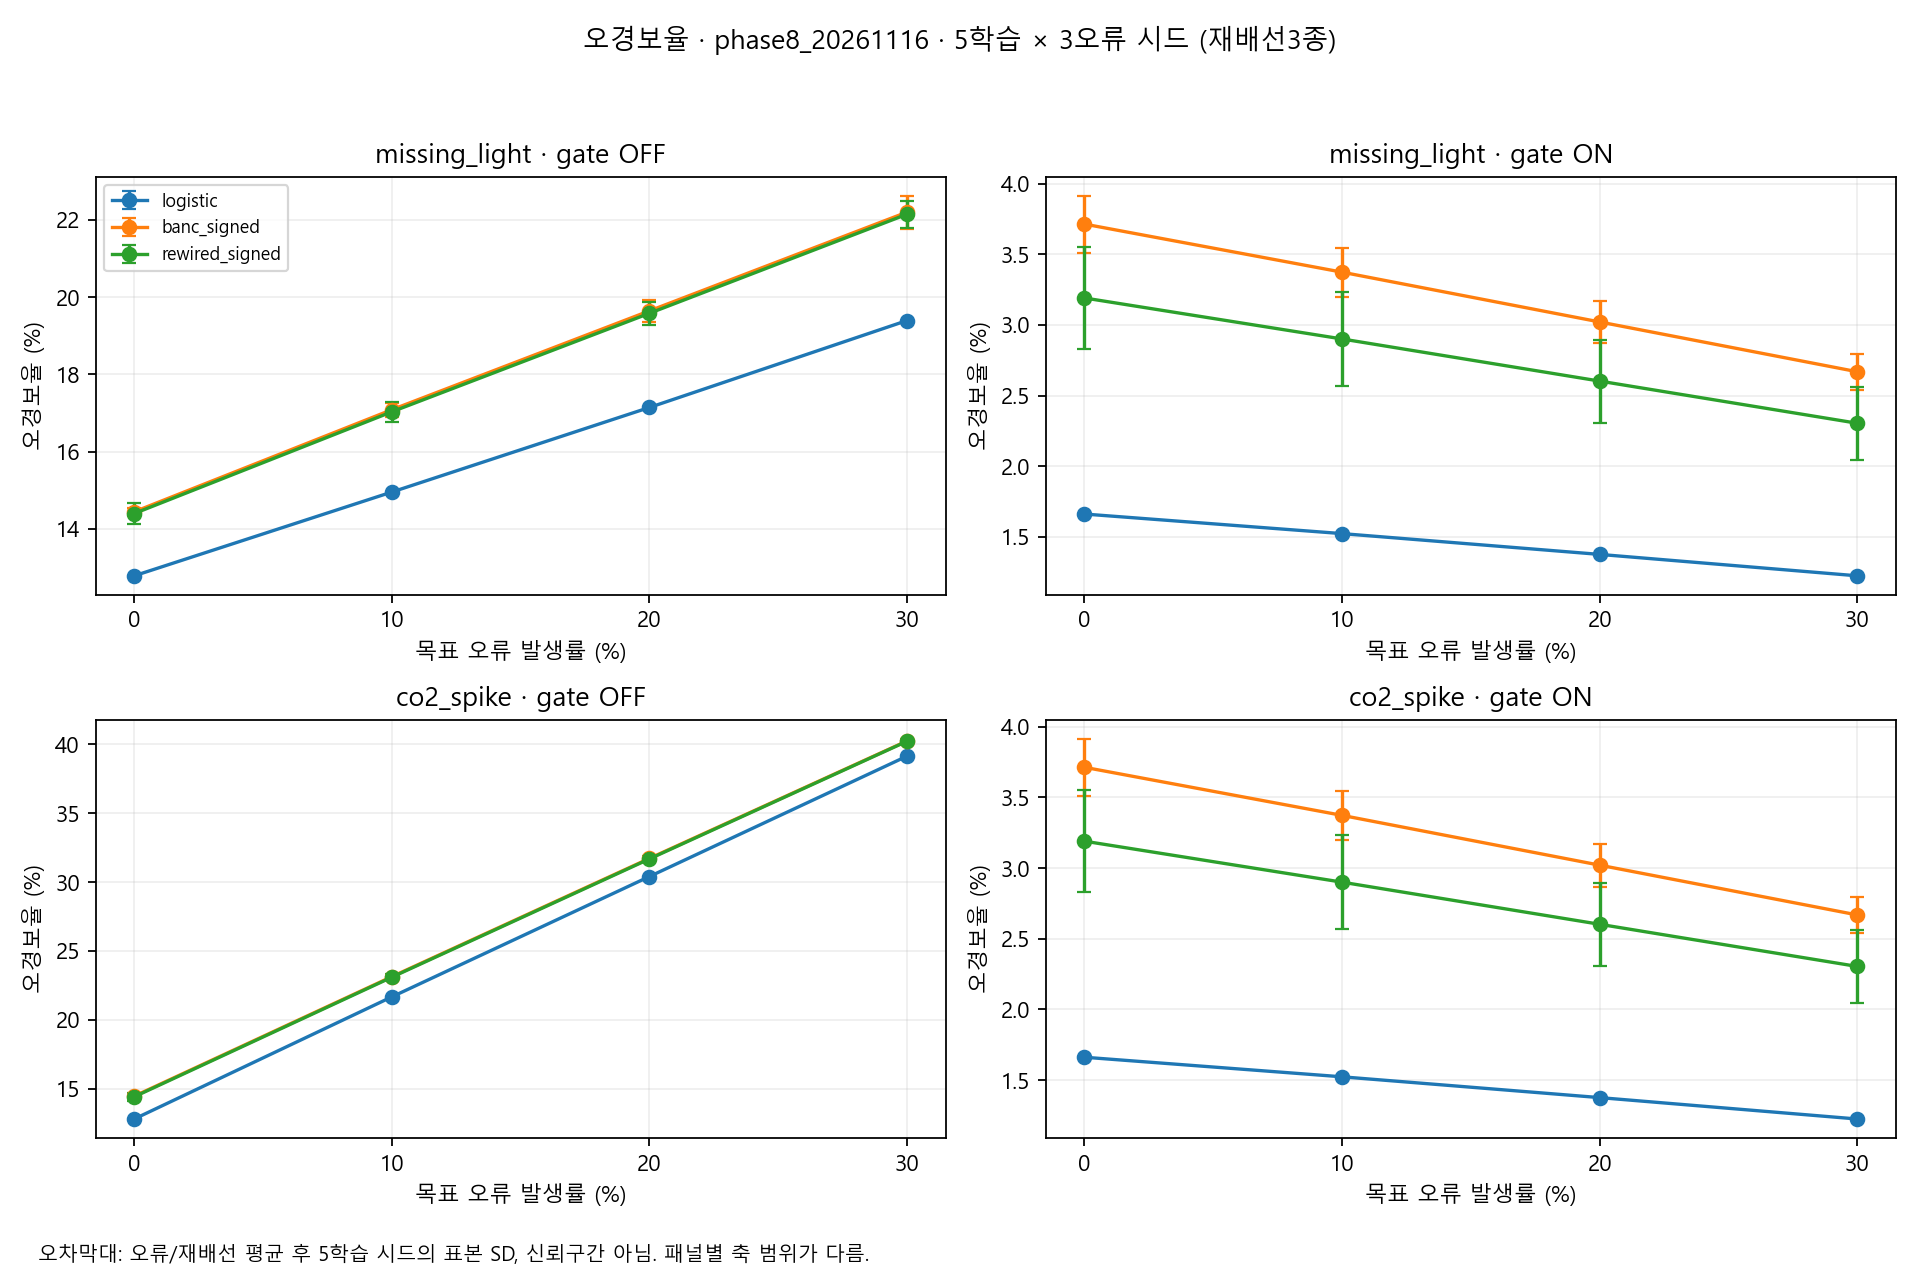 오경보율 · phase8_20261116 · 5학습 × 3오류 시드 (재배선3종)
missing_light · gate OFF
logistic
banc_signed
rewired_signed
22
20
18
16
14
오경보율 (%)
0 10 20 30
목표 오류 발생률 (%)
missing_light · gate ON
4.0
3.5
3.0
2.5
2.0
1.5
오경보율 (%)
0 10 20 30
목표 오류 발생률 (%)
co2_spike · gate OFF
40
35
30
25
20
15
오경보율 (%)
0 10 20 30
목표 오류 발생률 (%)
co2_spike · gate ON
4.0
3.5
3.0
2.5
2.0
1.5
오경보율 (%)
0 10 20 30
목표 오류 발생률 (%)
오차막대: 오류/재배선 평균 후 5학습 시드의 표본 SD, 신뢰구간 아님. 패널별 축 범위가 다름.